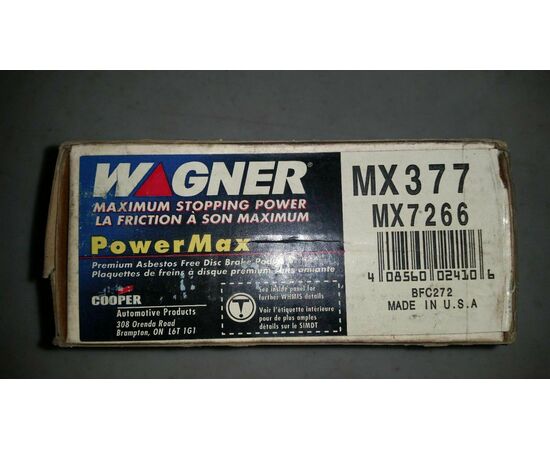 WAGNER®
MAXIMUM STOPPING POWER
LA FRICTION À SON MAXIMUM
PowerMax
Premium Asbestos Free Disc Brake
Plaquettes de freins à disque premium sans amiante
COOPER
Automotive Products
308 Orenda Road
Brampton, ON L6T 1G1
See inside panel for
further WHMIS details
Voir l'étiquette intérieure
pour de plus amples
détails sur le SIMDT
MX377
MX7266
4 08560 02410 6
BFC272
MADE IN U.S.A